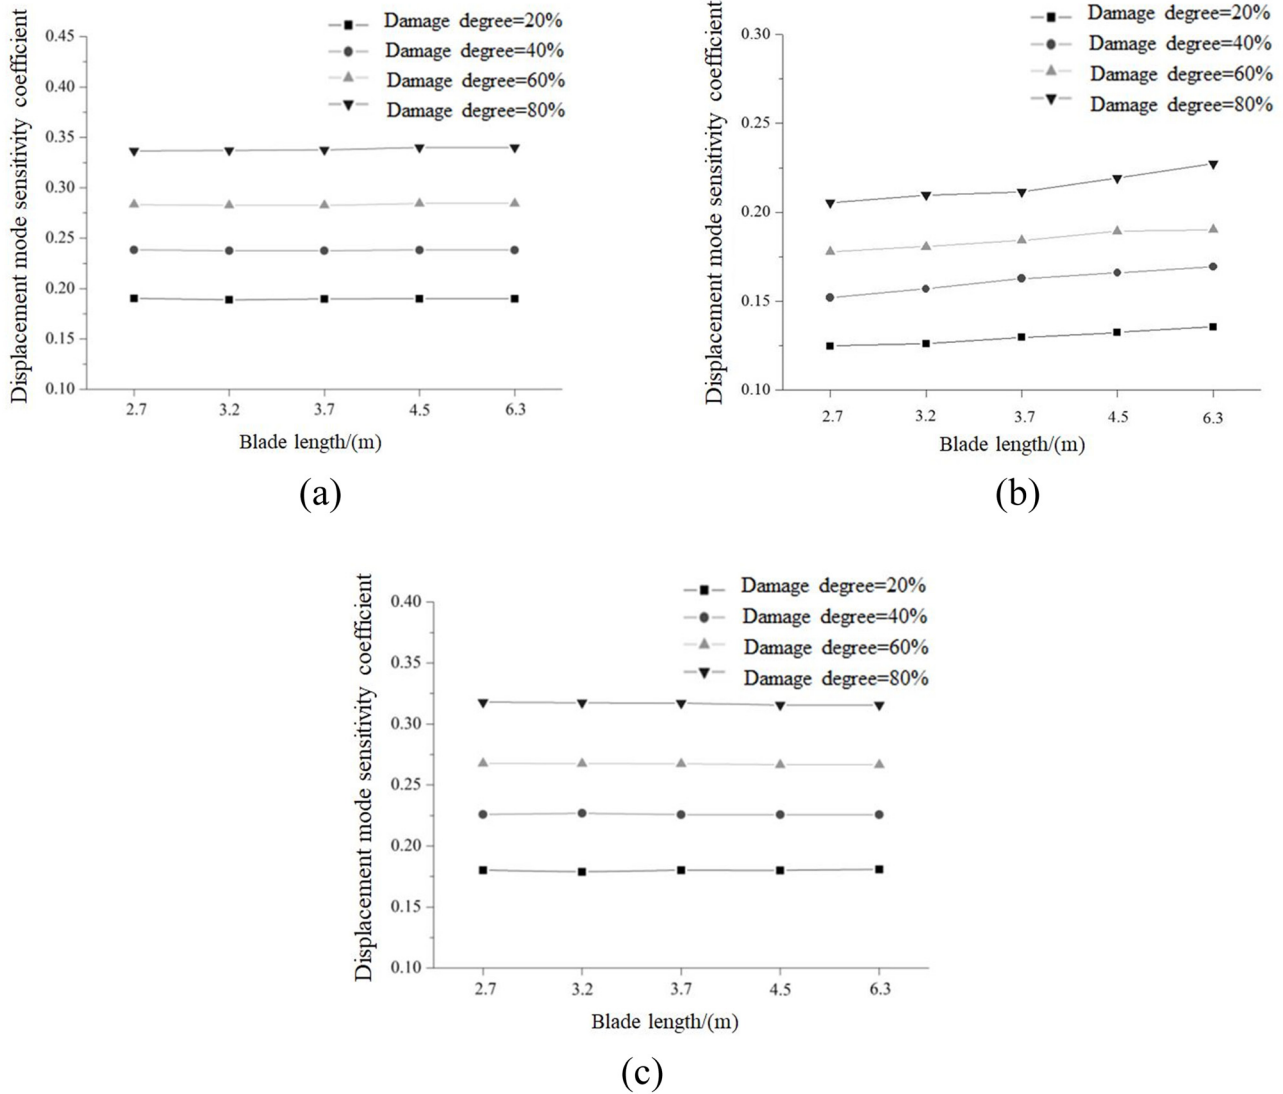 Displacement mode sensitivity coefficient
Damage degree=20%
Damage degree=40%
Damage degree=60%
Damage degree=80%
0.45
0.40
0.35
0.30
0.25
0.20
0.15
0.10
2.7 3.2 3.7 4.5 6.3
Blade length/(m)
(a)
Displacement mode sensitivity coefficient
Damage degree=20%
Damage degree=40%
Damage degree=60%
Damage degree=80%
0.30
0.25
0.20
0.15
0.10
2.7 3.2 3.7 4.5 6.3
Blade length/(m)
(b)
Displacement mode sensitivity coefficient
Damage degree=20%
Damage degree=40%
Damage degree=60%
Damage degree=80%
0.40
0.35
0.30
0.25
0.20
0.15
0.10
2.7 3.2 3.7 4.5 6.3
Blade length/(m)
(c)